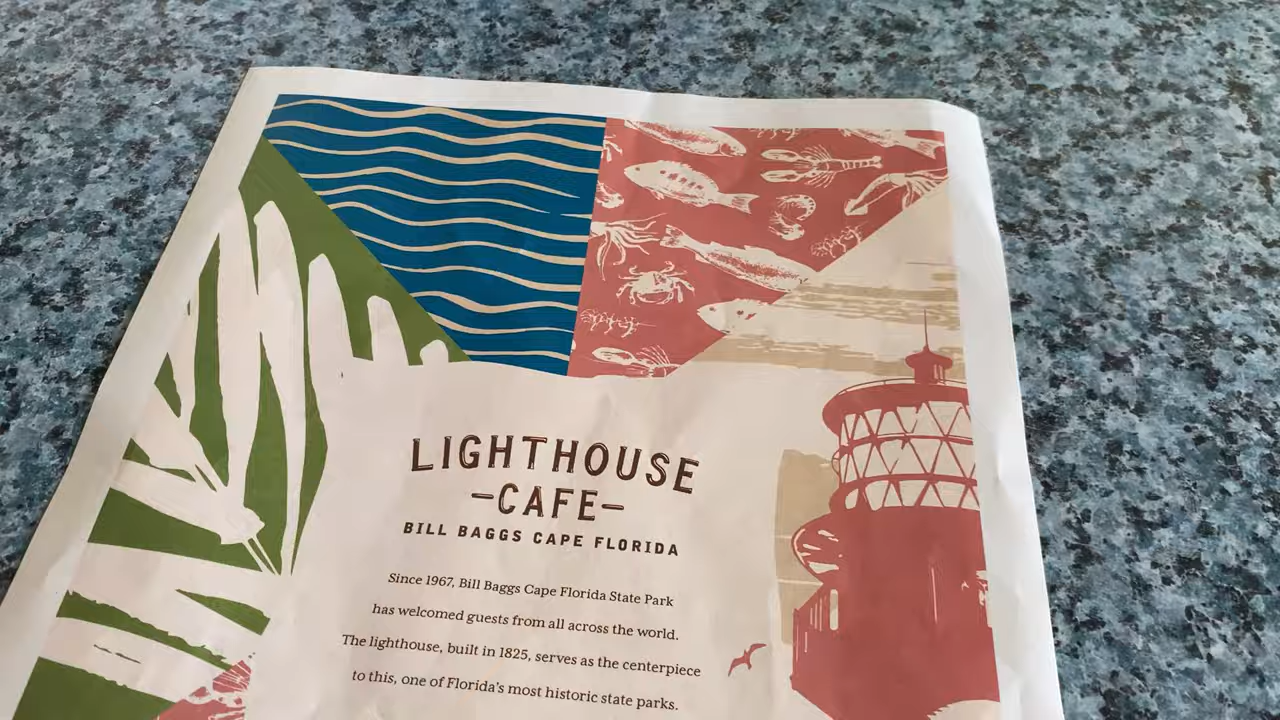 LIGHTHOUSE
–CAFE–
BILL BAGGS CAPE FLORIDA
Since 1967, Bill Baggs Cape Florida State Park
has welcomed guests from all across the world.
The lighthouse, built in 1825, serves as the centerpiece
to this, one of Florida's most historic state parks.